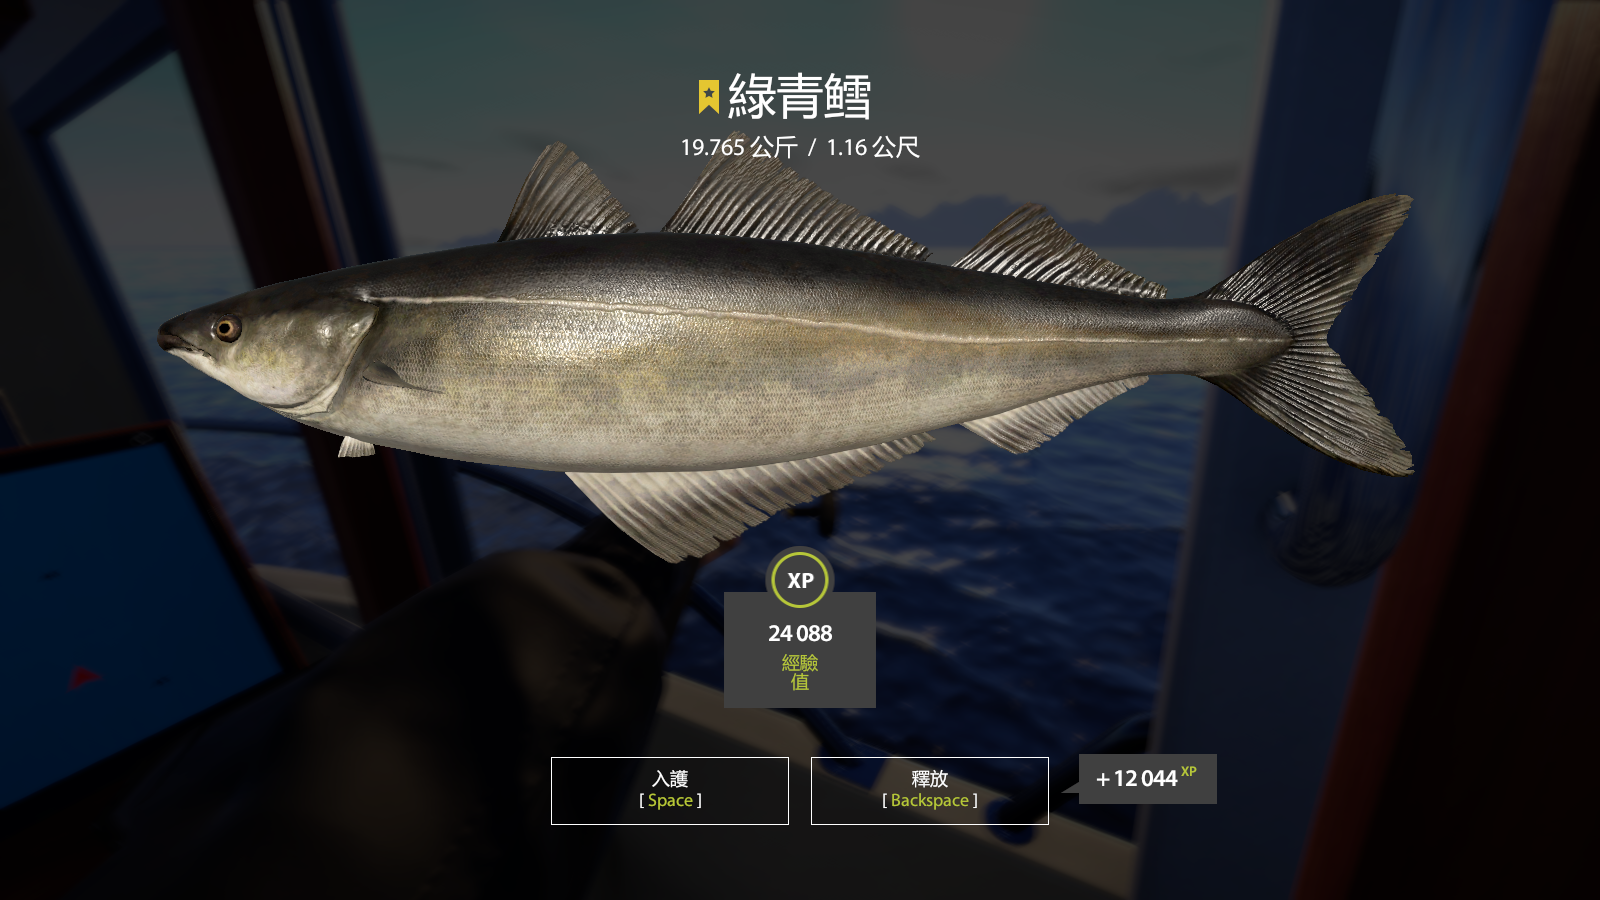 綠青鱈
19.765 公斤 / 1.16 公尺
XP
24 088
經驗
值
入護
[ Space ]
釋放
[ Backspace ]
+ 12 044 XP